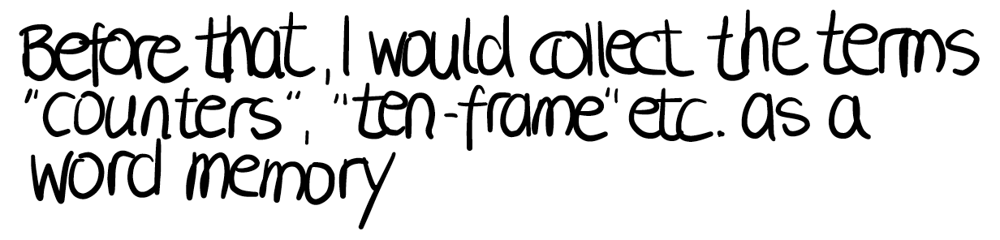 Before that, I would collect the terms
"counters", "ten-frame" etc. as a
word memory